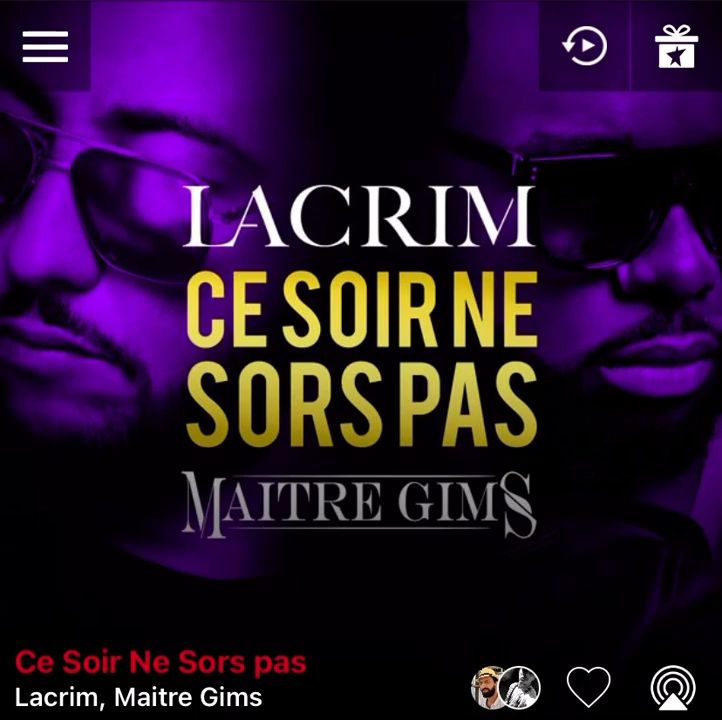 LACRIM
CE SOIR NE
SORS PAS
MAITRE GIMS
Ce Soir Ne Sors pas
Lacrim, Maitre Gims